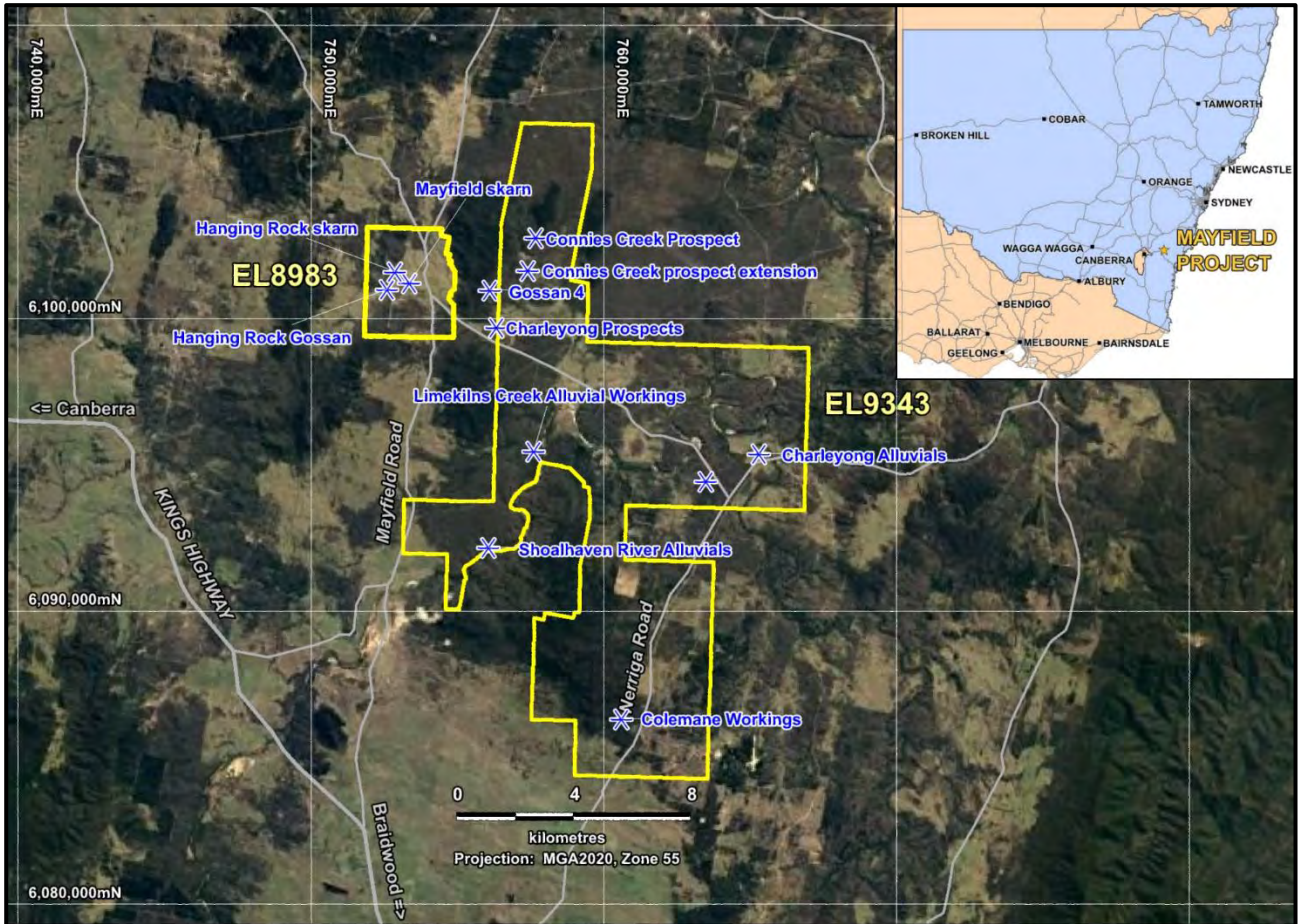 740,000mE
750,000mE
760,000mE
6,100,000mN
6,090,000mN
6,080,000mN
Mayfield skarn
Hanging Rock skarn
EL8983
Hanging Rock Gossan
Connies Creek Prospect
Connies Creek prospect extension
Gossan 4
Charleyong Prospects
EL9343
Limekilns Creek Alluvial Workings
<= Canberra
Charleyong Alluvials
Mayfield Road
KINGS HIGHWAY
Shoalhaven River Alluvials
Nerriga Road
Colemane Workings
Braidwood =>
0 4 8
kilometres
Projection: MGA2020, Zone 55
TAMWORTH
COBAR
BROKEN HILL
NEWCASTLE
ORANGE
SYDNEY
MAYFIELD
PROJECT
WAGGA WAGGA
CANBERRA
ALBURY
BENDIGO
BALLARAT
MELBOURNE
BAIRNSDALE
GEELONG